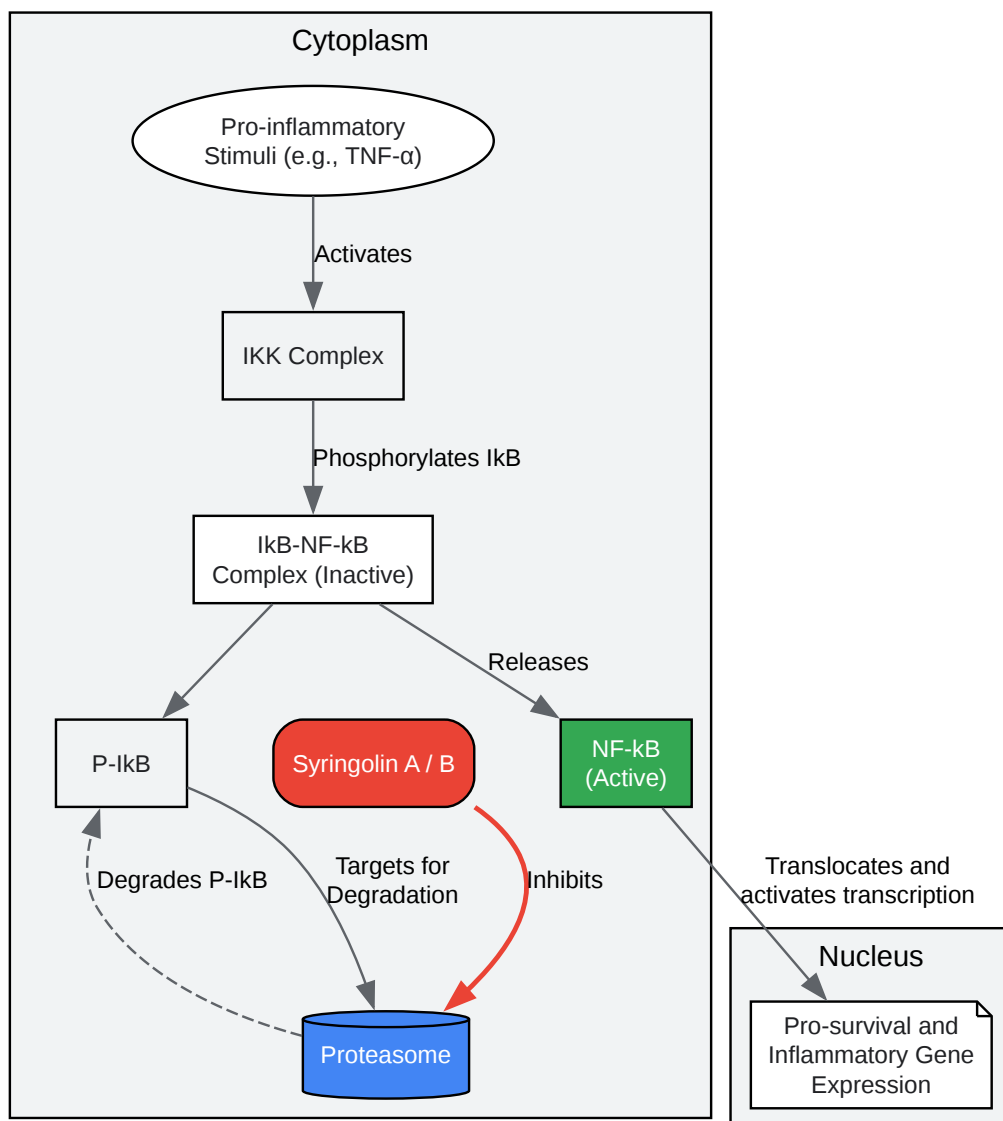 Cytoplasm
Pro-inflammatory
Stimuli (e.g., TNF-α)
Activates
IKK Complex
Phosphorylates IkB
IkB-NF-kB
Complex (Inactive)
Releases
P-IkB
Syringolin A / B
NF-kB
(Active)
Degrades P-IkB
Targets for
Degradation
Inhibits
Translocates and
activates transcription
Nucleus
Proteasome
Pro-survival and
Inflammatory Gene
Expression